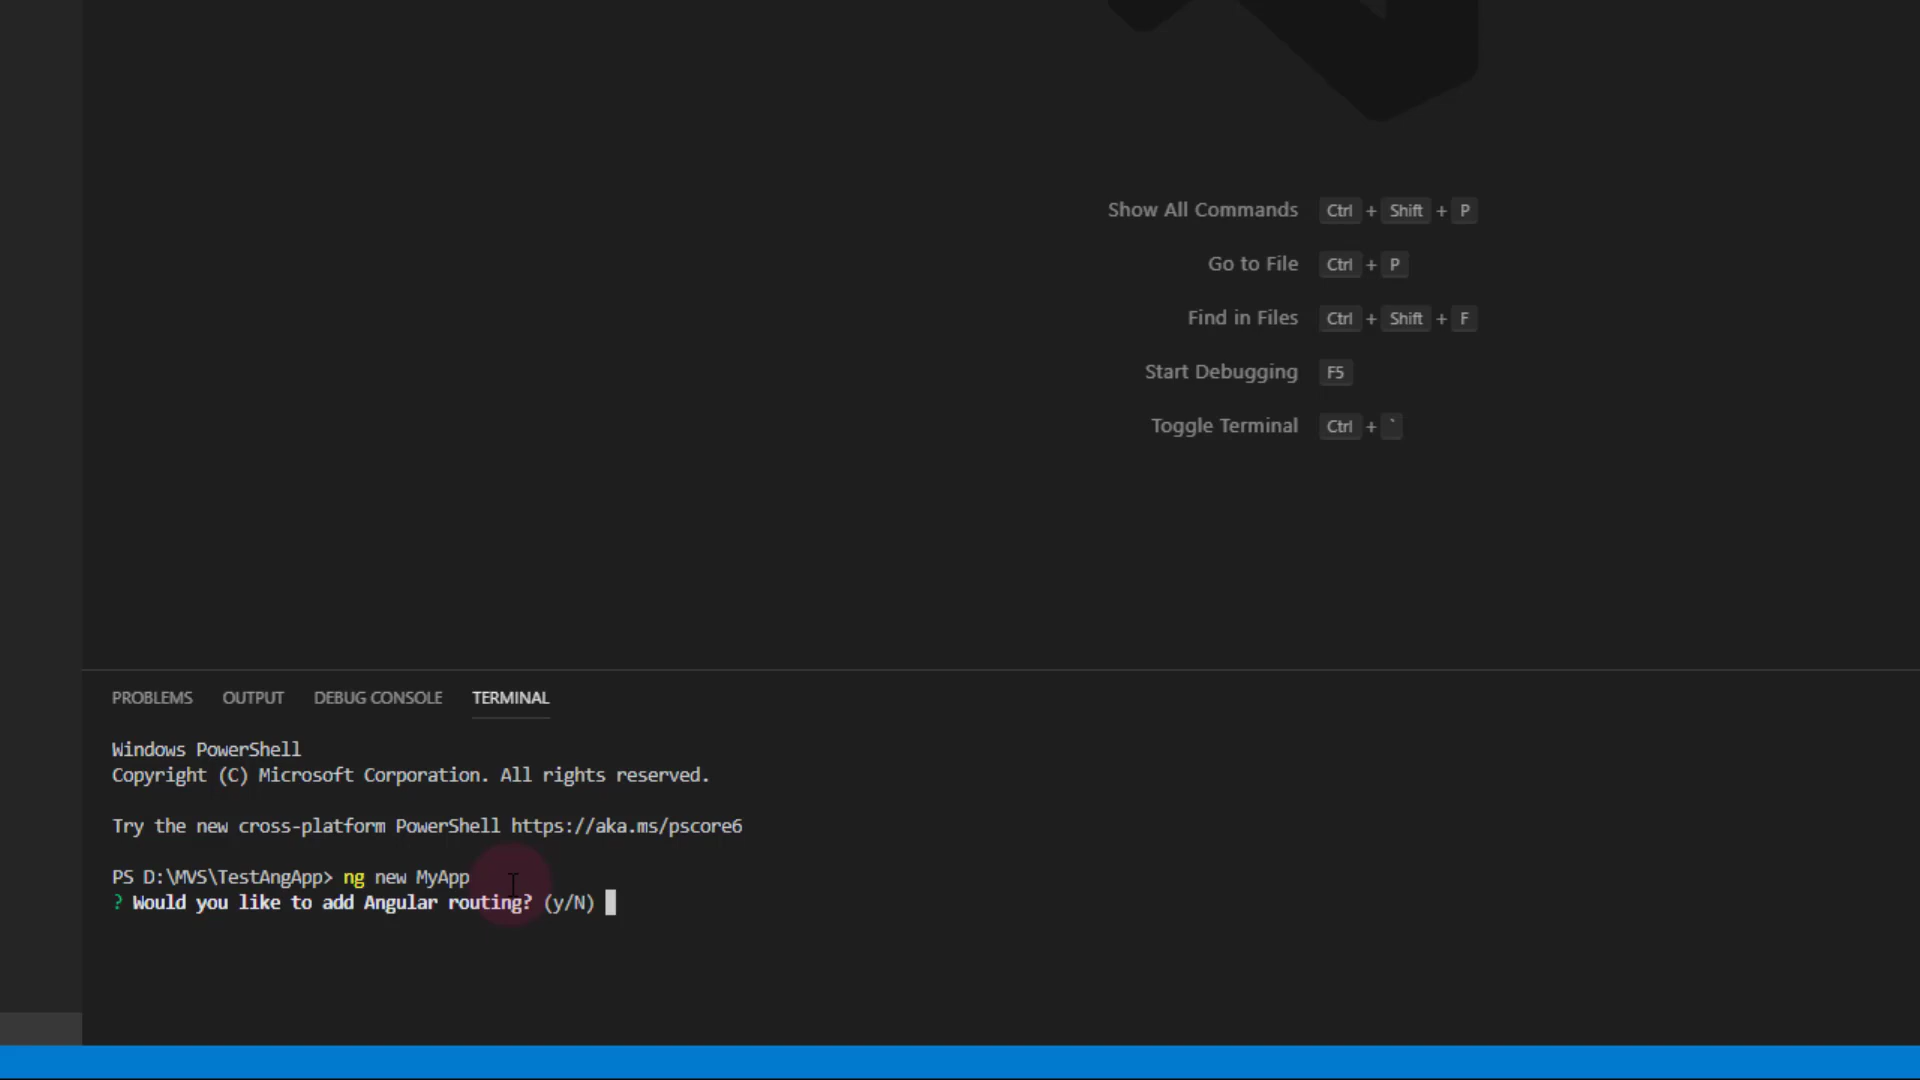 Show All Commands Ctrl + Shift + P
Go to File Ctrl + P
Find in Files Ctrl + Shift + F
Start Debugging F5
Toggle Terminal Ctrl + `
PROBLEMS OUTPUT DEBUG CONSOLE TERMINAL
Windows PowerShell
Copyright (C) Microsoft Corporation. All rights reserved.
Try the new cross-platform PowerShell https://aka.ms/pscore6
PS D:\MVS\TestAngApp> ng new MyApp
? Would you like to add Angular routing? (y/N)